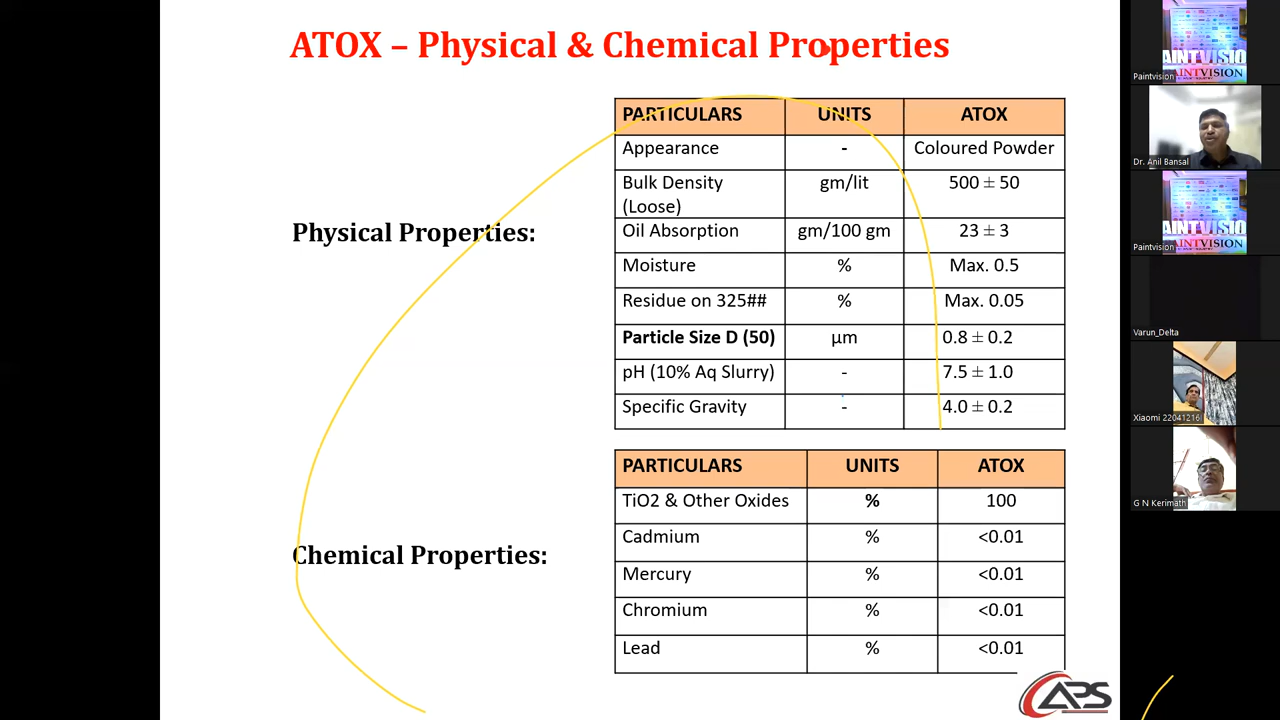 ATOX – Physical & Chemical Properties
Physical Properties:
PARTICULARS UNITS ATOX
Appearance - Coloured Powder
Bulk Density (Loose) gm/lit 500 ± 50
Oil Absorption gm/100 gm 23 ± 3
Moisture % Max. 0.5
Residue on 325## % Max. 0.05
Particle Size D (50) µm 0.8 ± 0.2
pH (10% Aq Slurry) - 7.5 ± 1.0
Specific Gravity - 4.0 ± 0.2
Chemical Properties:
PARTICULARS UNITS ATOX
TiO2 & Other Oxides % 100
Cadmium % <0.01
Mercury % <0.01
Chromium % <0.01
Lead % <0.01
APS
AINTVISIO
AINTVISION
Paintvision
Dr. Anil Bansal
AINTVISIO
AINTVISION
Paintvision
Varun_Delta
Xiaomi 22041216
G N Kerimath